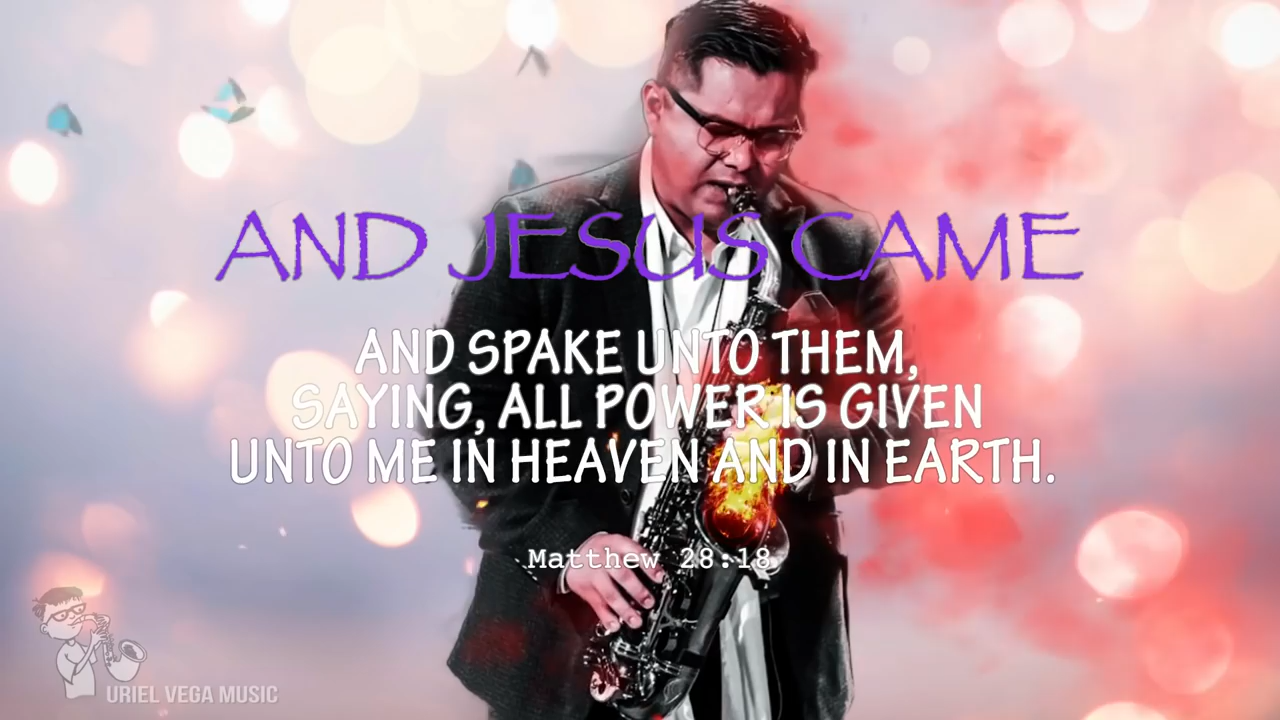 AND JESUS CAME
AND SPAKE UNTO THEM,
SAYING, ALL POWER IS GIVEN
UNTO ME IN HEAVEN AND IN EARTH.
Matthew 28:18
URIEL VEGA MUSIC